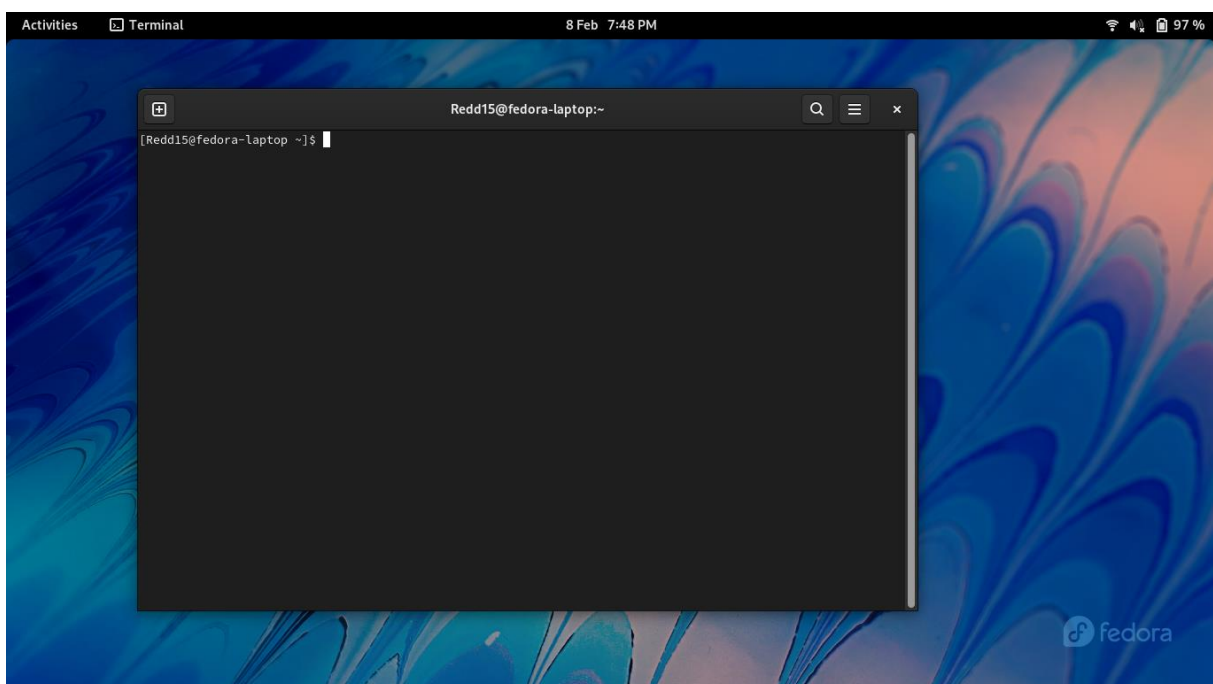 Activities Terminal 8 Feb 7:48 PM 97 %
Redd15@fedora-laptop:~
[Redd15@fedora-laptop ~]$
fedora